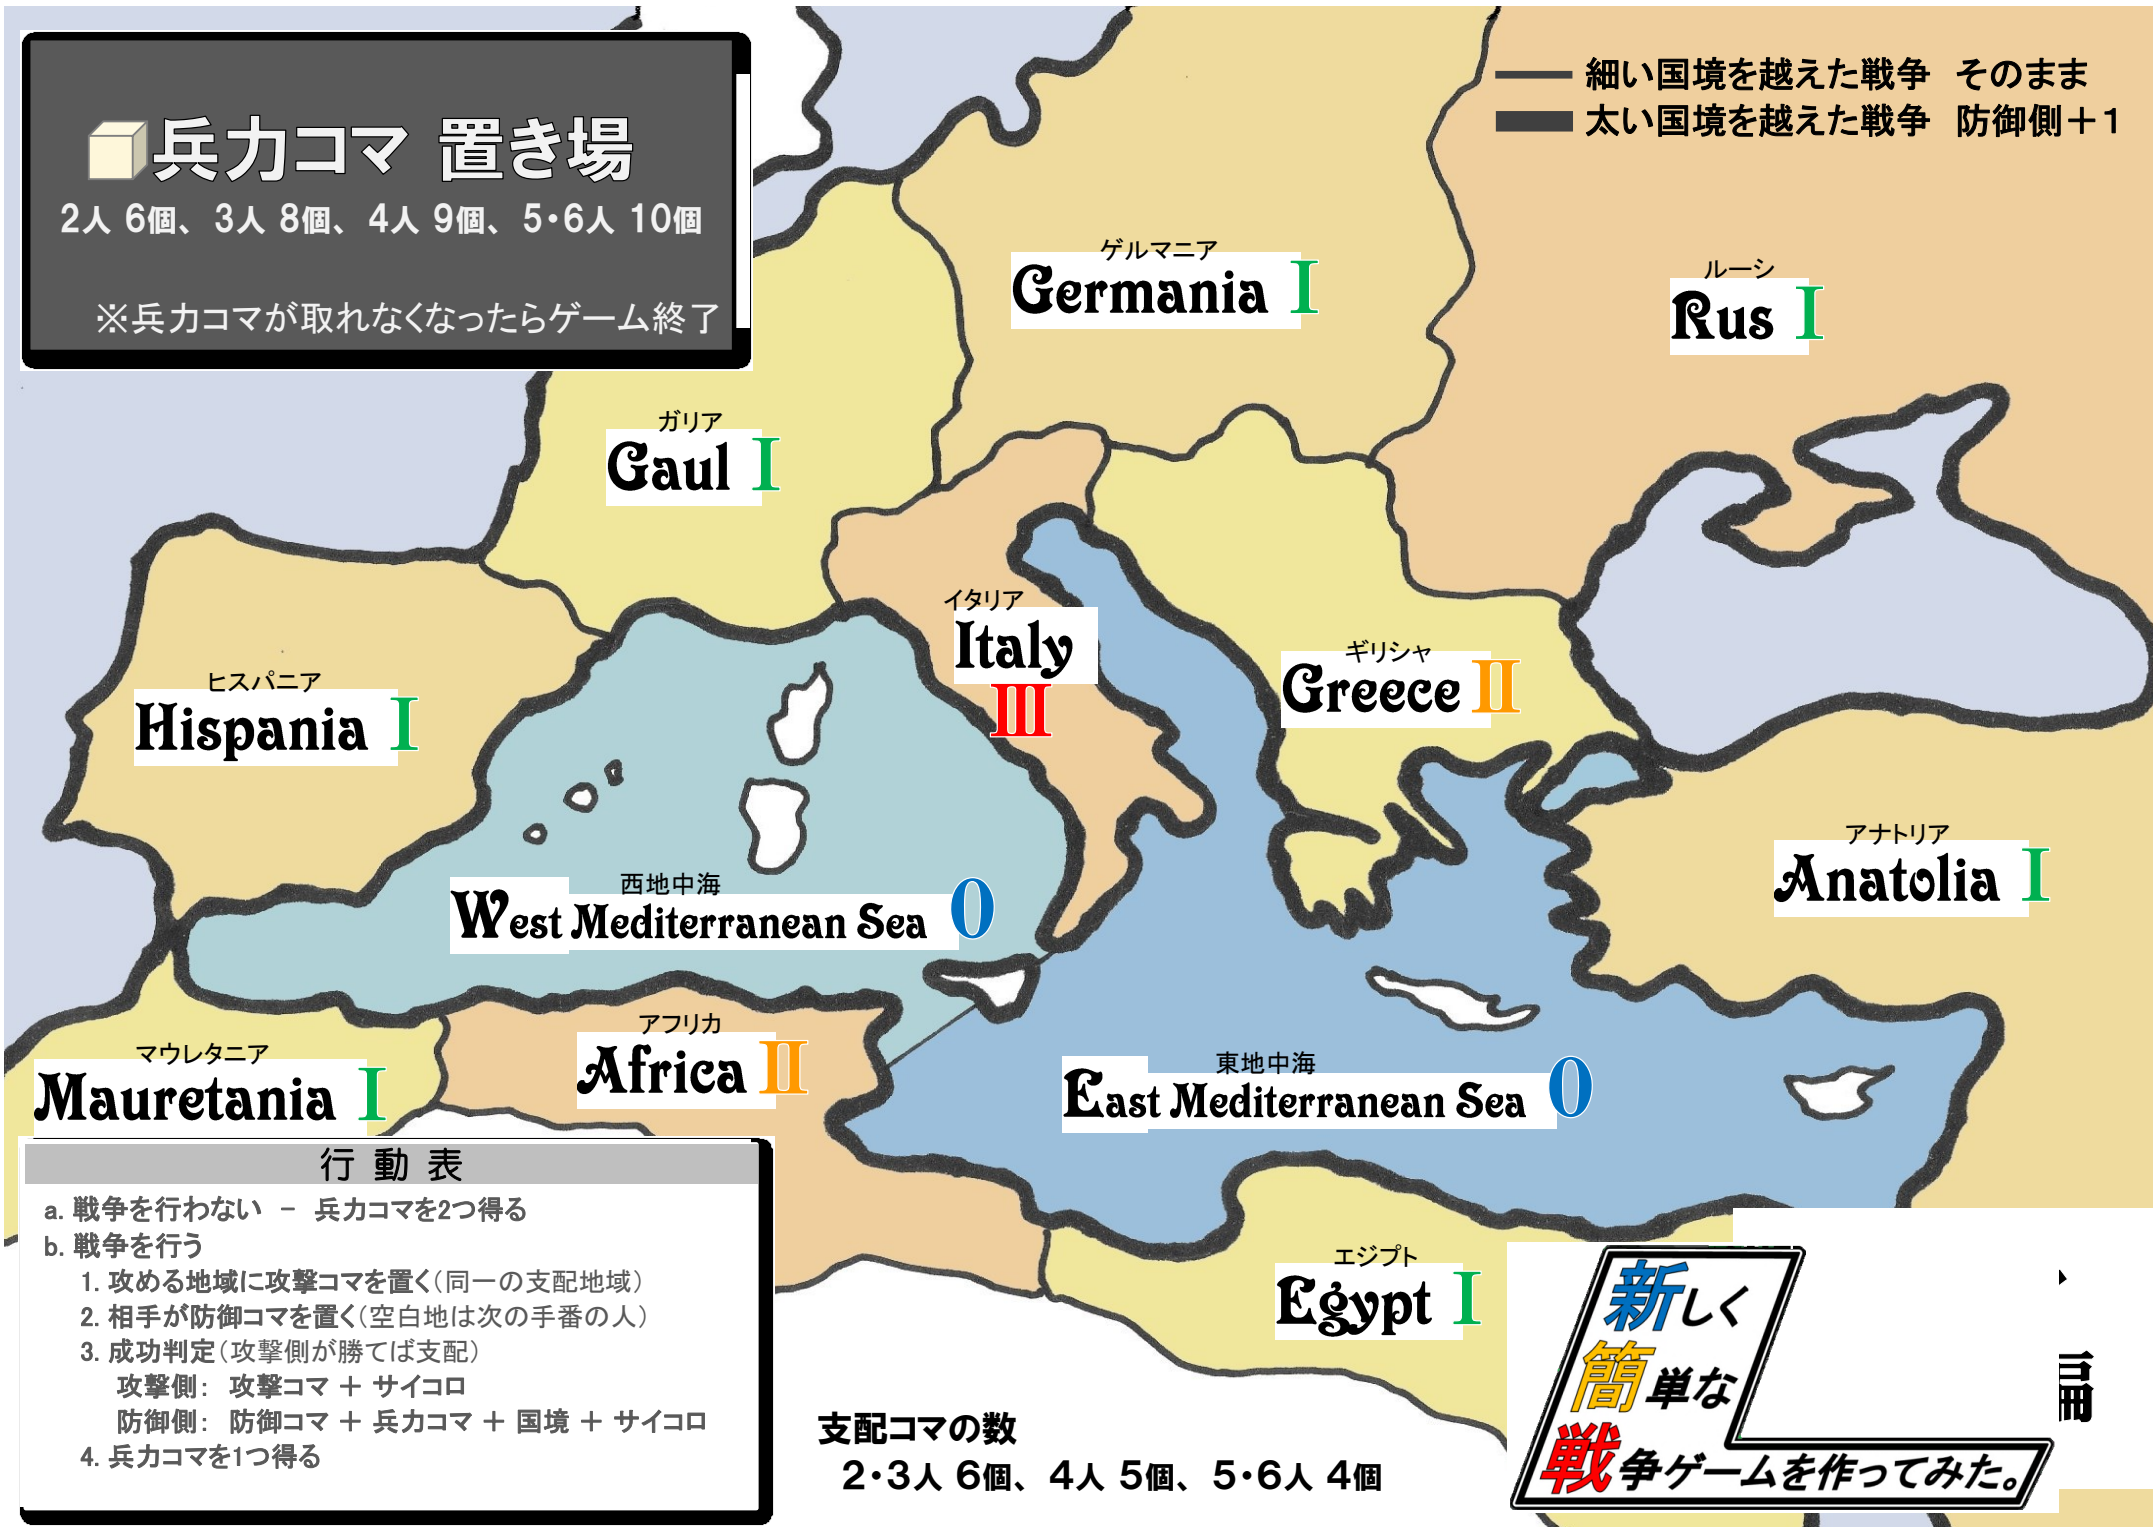 兵力コマ 置き場
2人 6個、3人 8個、4人 9個、5・6人 10個
※兵力コマが取れなくなったらゲーム終了
細い国境を越えた戦争 そのまま
太い国境を越えた戦争 防御側＋1
ゲルマニア
Germania I
ルーシ
Rus I
ガリア
Gaul I
イタリア
Italy
III
ギリシャ
Greece II
ヒスパニア
Hispania I
アナトリア
Anatolia I
西地中海
West Mediterranean Sea 0
アフリカ
Africa II
マウレタニア
Mauretania I
東地中海
East Mediterranean Sea 0
エジプト
Egypt I
行 動 表
a. 戦争を行わない － 兵力コマを2つ得る
b. 戦争を行う
1. 攻める地域に攻撃コマを置く（同一の支配地域）
2. 相手が防御コマを置く（空白地は次の手番の人）
3. 成功判定（攻撃側が勝てば支配）
攻撃側： 攻撃コマ ＋ サイコロ
防御側： 防御コマ ＋ 兵力コマ ＋ 国境 ＋ サイコロ
4. 兵力コマを1つ得る
支配コマの数
2・3人 6個、4人 5個、5・6人 4個
新しく
簡単な
戦争ゲームを作ってみた。